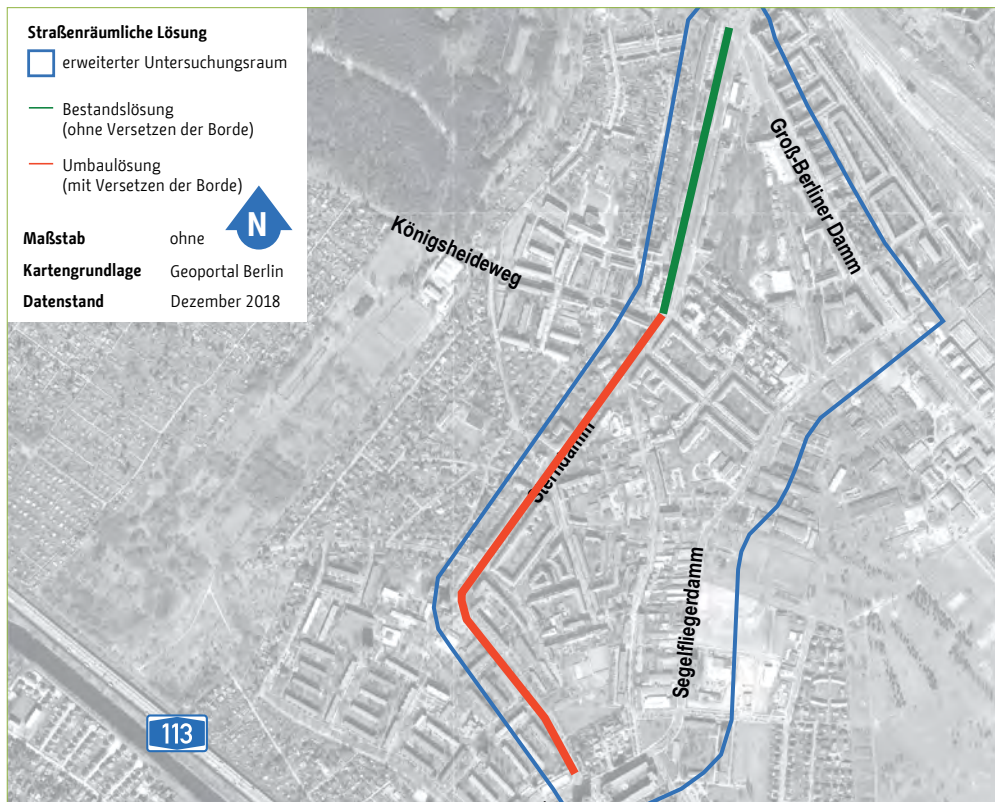 Straßenräumliche Lösung
erweiterter Untersuchungsraum
Bestandslösung
(ohne Versetzen der Borde)
Umbaulösung
(mit Versetzen der Borde)
N
Maßstab ohne
Kartengrundlage Geoportal Berlin
Datenstand Dezember 2018
Groß-Berliner Damm
Königsheideweg
Sterndamm
Segelfliegerdamm
113